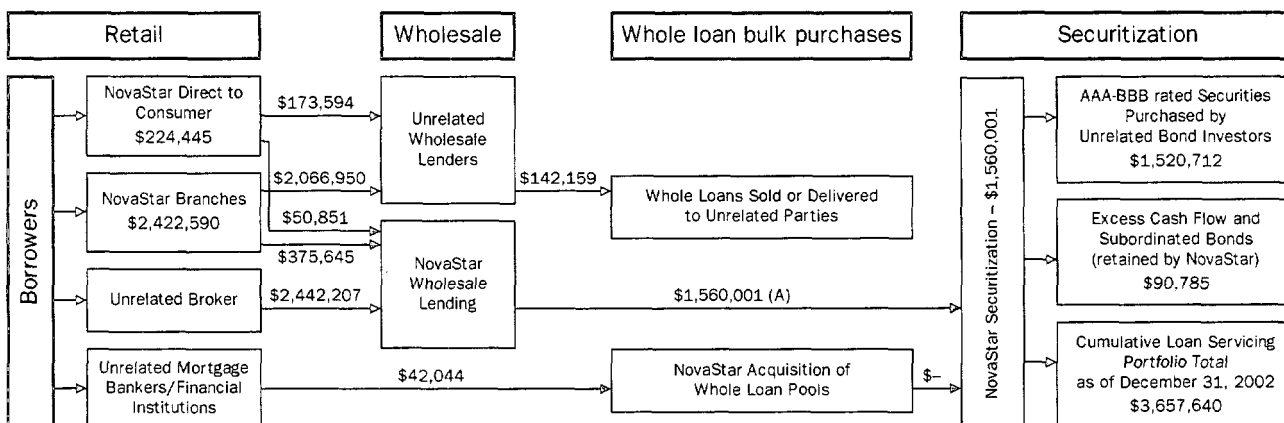 Retail
Wholesale
Whole loan bulk purchases
Securitization
Borrowers
NovaStar Direct to
Consumer
$224,445
$173,594
NovaStar Branches
$2,422,590
$2,066,950
$50,851
$375,645
Unrelated Broker
$2,442,207
Unrelated Mortgage
Bankers/Financial
Institutions
$42,044
Unrelated
Wholesale
Lenders
$142,159
NovaStar
Wholesale
Lending
$1,560,001 (A)
Whole Loans Sold or Delivered
to Unrelated Parties
NovaStar Acquisition of
Whole Loan Pools
$–
NovaStar Securitization – $1,560,001
AAA-BBB rated Securities
Purchased by
Unrelated Bond Investors
$1,520,712
Excess Cash Flow and
Subordinated Bonds
(retained by NovaStar)
$90,785
Cumulative Loan Servicing
Portfolio Total
as of December 31, 2002
$3,657,640